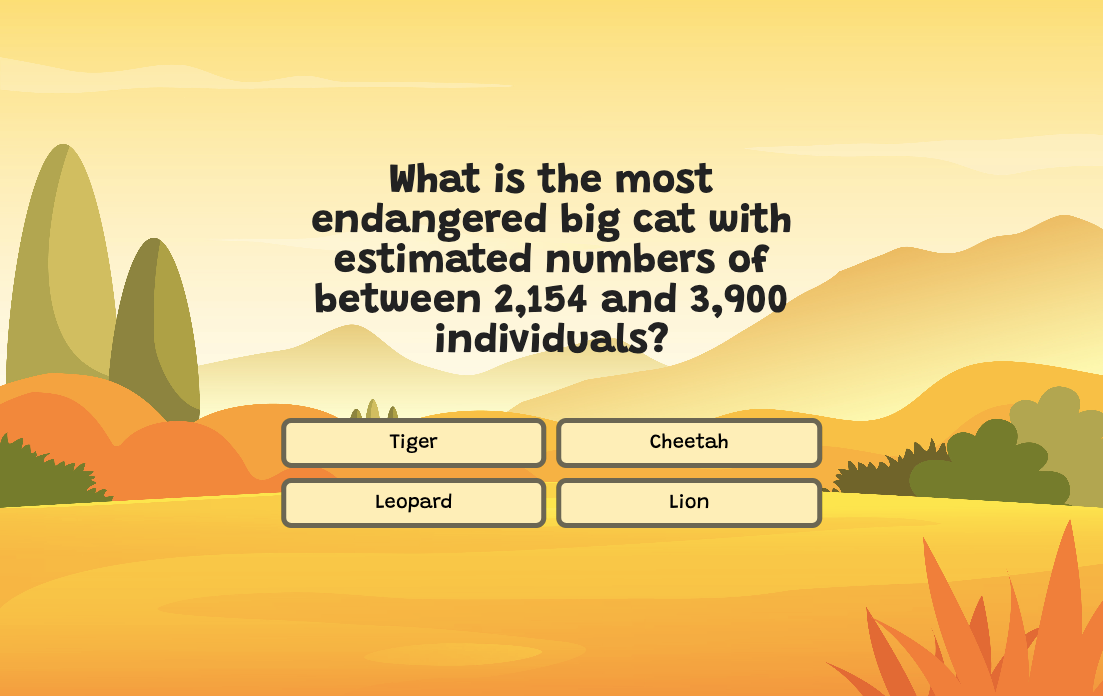 What is the most
endangered big cat with
estimated numbers of
between 2,154 and 3,900
individuals?
Tiger
Cheetah
Leopard
Lion